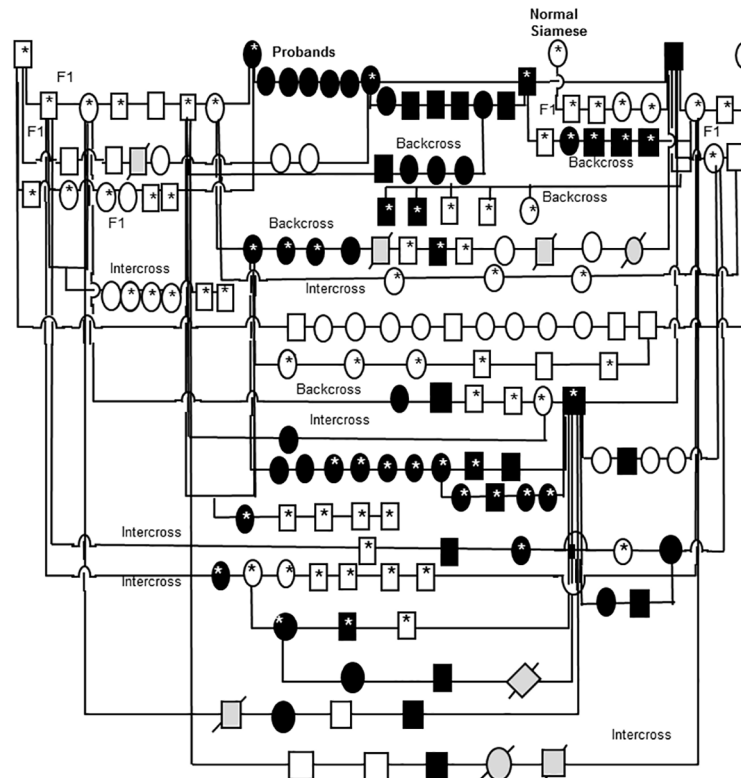 Normal
Siamese
Probands
F1
F1
F1
F1
Backcross
Backcross
Backcross
F1
Backcross
Intercross
Intercross
Backcross
Intercross
Intercross
Intercross
Intercross